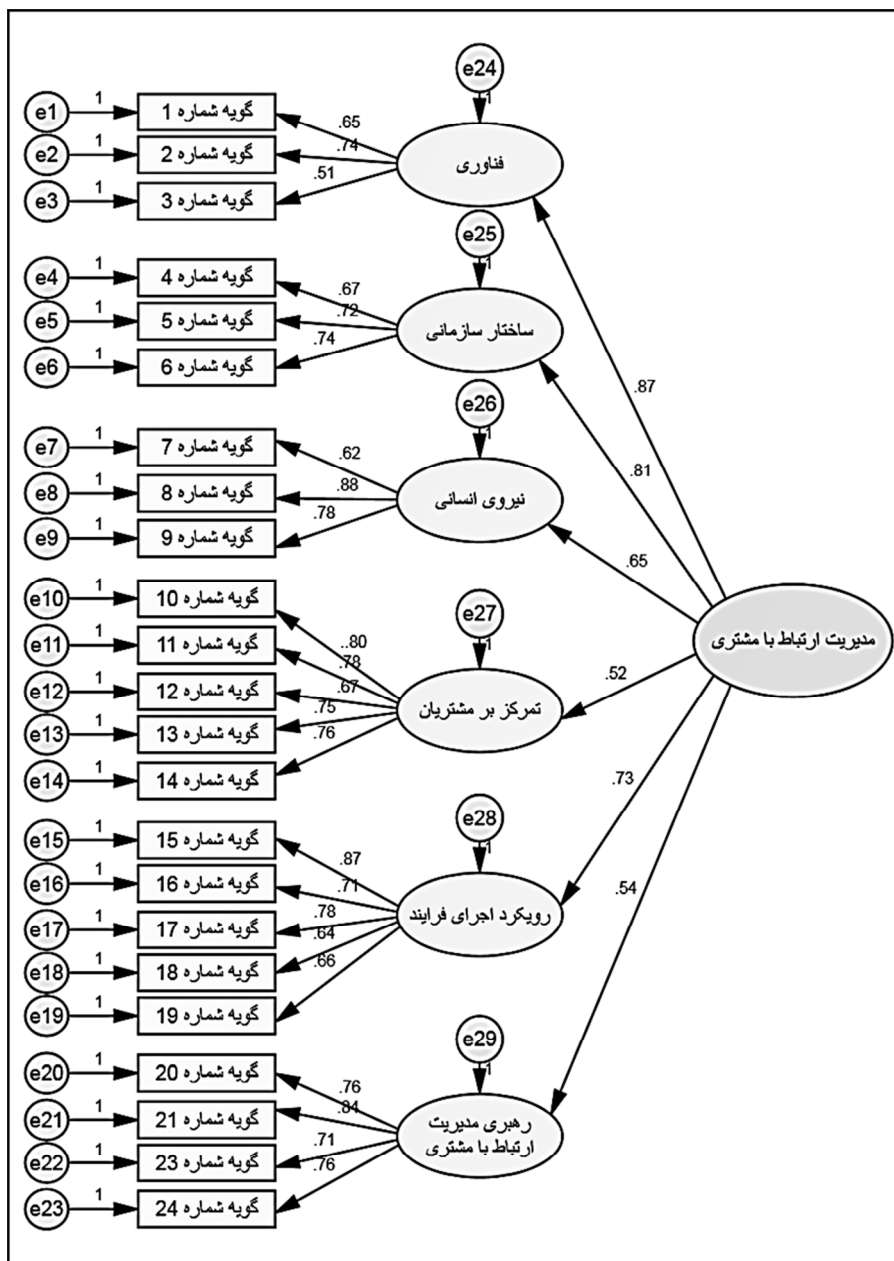 e24
1
e1
1
گویه شماره 1
.65
e2
1
گویه شماره 2
.74
e3
1
گویه شماره 3
.51
فناوری
e25
1
e4
1
گویه شماره 4
.67
e5
1
گویه شماره 5
.72
e6
1
گویه شماره 6
.74
ساختار سازمانی
.87
e26
1
e7
1
گویه شماره 7
.62
e8
1
گویه شماره 8
.88
e9
1
گویه شماره 9
.78
نیروی انسانی
.81
.65
e27
1
e10
1
گویه شماره 10
..80
e11
1
گویه شماره 11
.78
e12
1
گویه شماره 12
.67
e13
1
گویه شماره 13
.75
e14
1
گویه شماره 14
.76
تمرکز بر مشتریان
.52
مدیریت ارتباط با مشتری
e28
1
e15
1
گویه شماره 15
.87
e16
1
گویه شماره 16
.71
e17
1
گویه شماره 17
.78
e18
1
گویه شماره 18
.64
e19
1
گویه شماره 19
.66
رویکرد اجرای فرایند
.73
.54
e29
1
e20
1
گویه شماره 20
.76
e21
1
گویه شماره 21
.84
e22
1
گویه شماره 23
.71
e23
1
گویه شماره 24
.76
رهبری مدیریت
ارتباط با مشتری